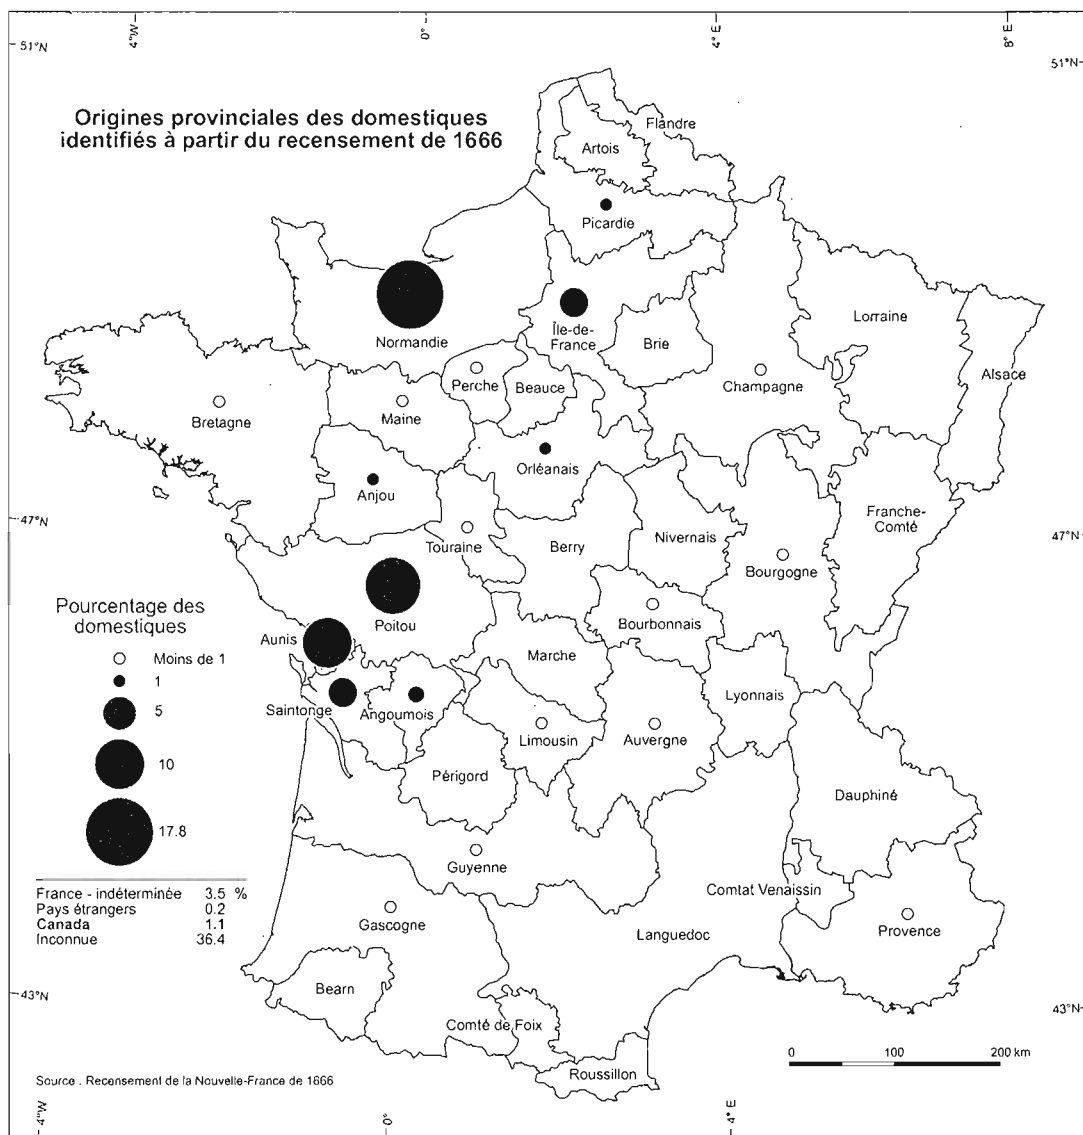 4°W
0°
4°E
8°E
51°N
51°N
Origines provinciales des domestiques
identifiés à partir du recensement de 1666
Flandre
Artois
Picardie
Normandie
Île-de-
France
Brie
Lorraine
Alsace
Champagne
Perche
Beauce
Bretagne
Maine
Orléanais
Anjou
47°N
47°N
Franche-
Comté
Touraine
Berry
Nivernais
Bourgogne
Poitou
Bourbonnais
Aunis
Marche
Lyonnais
Saintonge
Angoumois
Limousin
Auvergne
Périgord
Dauphiné
Guyenne
Comtat Venaissin
Gascogne
Languedoc
Provence
Bearn
Comté de Foix
Roussillon
Pourcentage des
domestiques
Moins de 1
1
5
10
17.8
France - indéterminée 3.5 %
Pays étrangers 0.2
Canada 1.1
Inconnue 36.4
43°N
43°N
0 100 200 km
Source . Recensement de la Nouvelle-France de 1666
4°W
0°
4°E